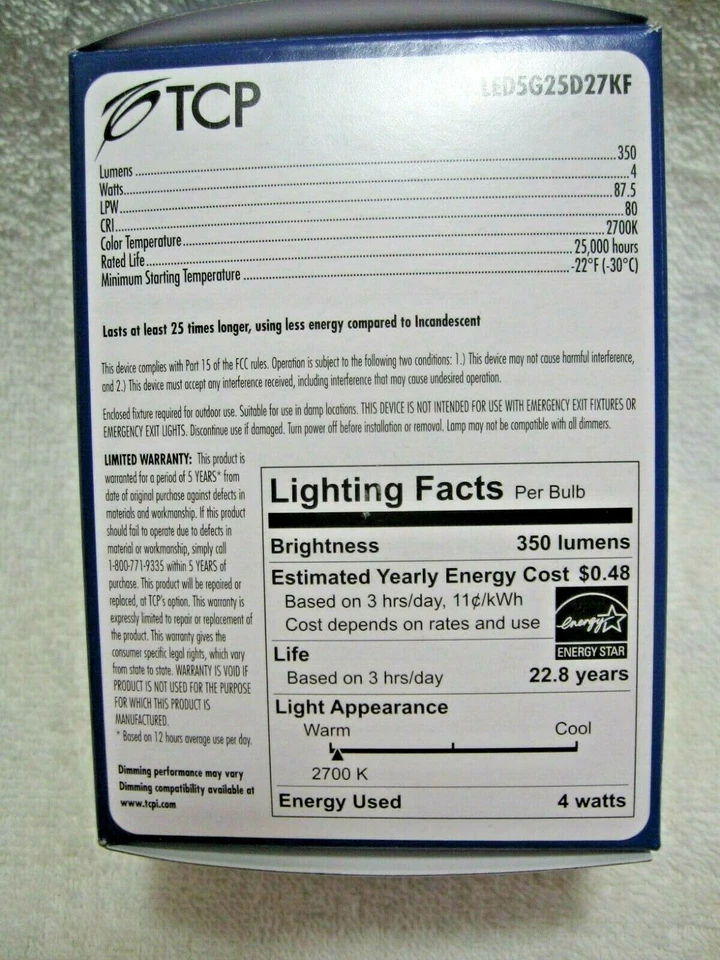 TCP
LED5G25D27KF
Lumens 350
Watts 4
LPW 87.5
CRI 80
Color Temperature 2700K
Rated Life 25,000 hours
Minimum Starting Temperature -22°F (-30°C)
Lasts at least 25 times longer, using less energy compared to Incandescent
This device complies with Part 15 of the FCC rules. Operation is subject to the following two conditions: 1.) This device may not cause harmful interference,
and 2.) This device must accept any interference received, including interference that may cause undesired operation.
Enclosed fixture required for outdoor use. Suitable for use in damp locations. THIS DEVICE IS NOT INTENDED FOR USE WITH EMERGENCY EXIT FIXTURES OR
EMERGENCY EXIT LIGHTS. Discontinue use if damaged. Turn power off before installation or removal. Lamp may not be compatible with all dimmers.
LIMITED WARRANTY: This product is
warranted for a period of 5 YEARS* from
date of original purchase against defects in
materials and workmanship. If this product
should fail to operate due to defects in
material or workmanship, simply call
1-800-771-9335 within 5 YEARS of
purchase. This product will be repaired or
replaced, at TCP's option. This warranty is
expressly limited to repair or replacement of
the product. This warranty gives the
consumer specific legal rights, which vary
from state to state. WARRANTY IS VOID IF
PRODUCT IS NOT USED FOR THE PURPOSE
FOR WHICH THIS PRODUCT IS
MANUFACTURED.
* Based on 12 hours average use per day.
Dimming performance may vary
Dimming compatibility available at
www.tcpi.com
Lighting Facts Per Bulb
Brightness 350 lumens
Estimated Yearly Energy Cost $0.48
Based on 3 hrs/day, 11¢/kWh
Cost depends on rates and use
energy
ENERGY STAR
Life
Based on 3 hrs/day 22.8 years
Light Appearance
Warm Cool
2700 K
Energy Used 4 watts